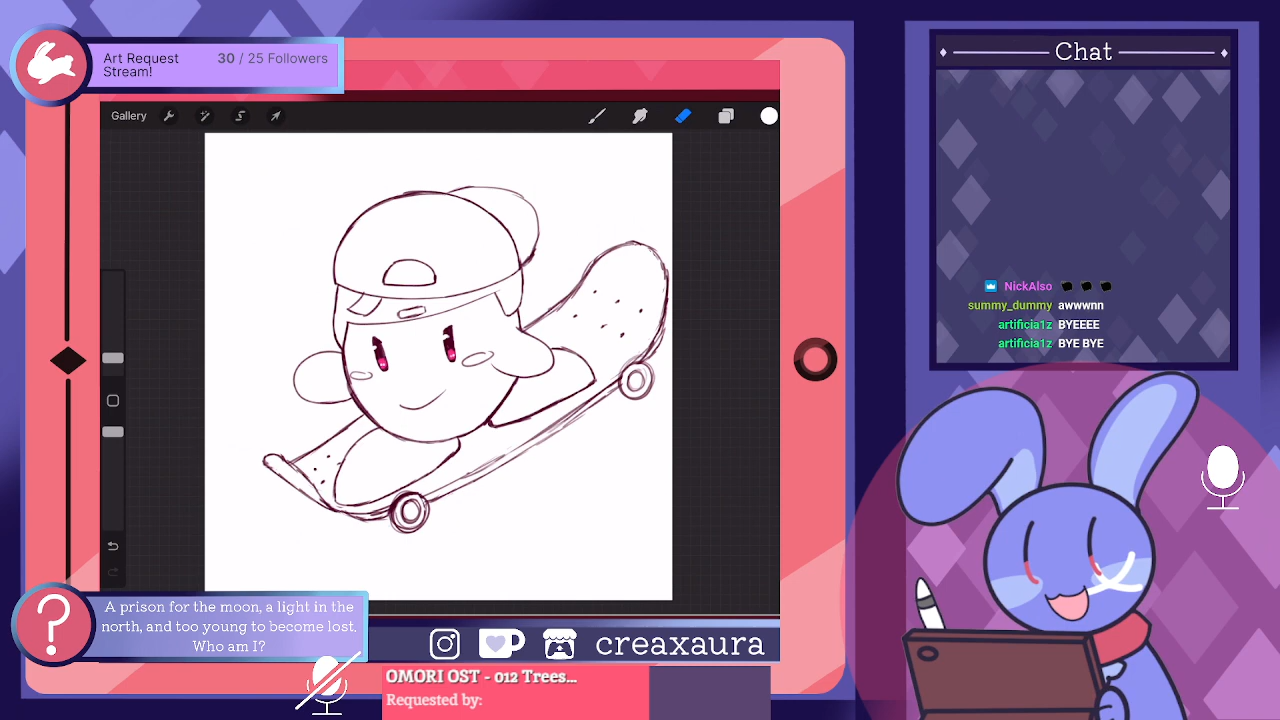 Art Request
Stream!
30 / 25 Followers
Gallery
Chat
NickAlso
summy_dummy awwwnn
artificia1z BYEEEE
artificia1z BYE BYE
A prison for the moon, a light in the
north, and too young to become lost.
Who am I?
?
creaxaura
OMORI OST - 012 Trees...
Requested by: